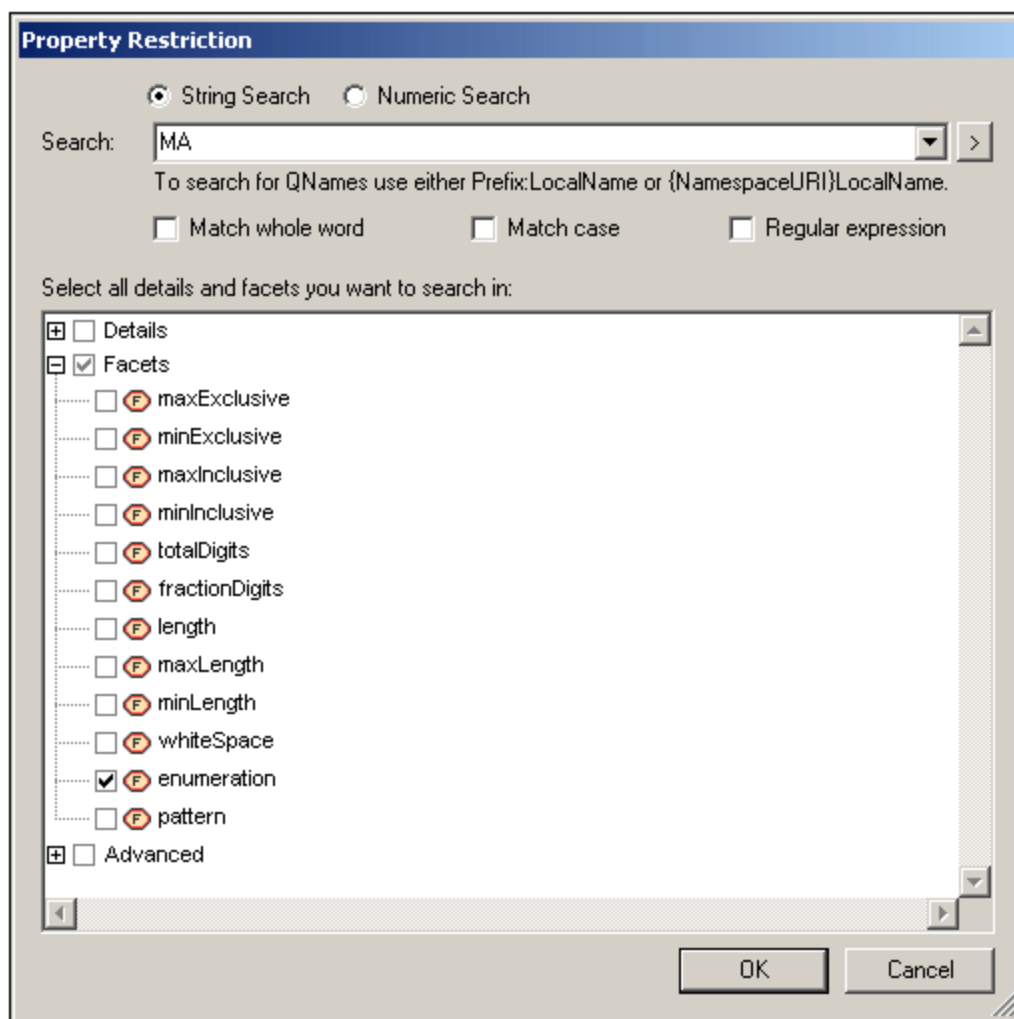 Property Restriction
String Search Numeric Search
Search: MA >
To search for QNames use either Prefix:LocalName or {NamespaceURI}LocalName.
Match whole word Match case Regular expression
Select all details and facets you want to search in:
Details
Facets
F maxExclusive
F minExclusive
F maxInclusive
F minInclusive
F totalDigits
F fractionDigits
F length
F maxLength
F minLength
F whiteSpace
F enumeration
F pattern
Advanced
OK Cancel